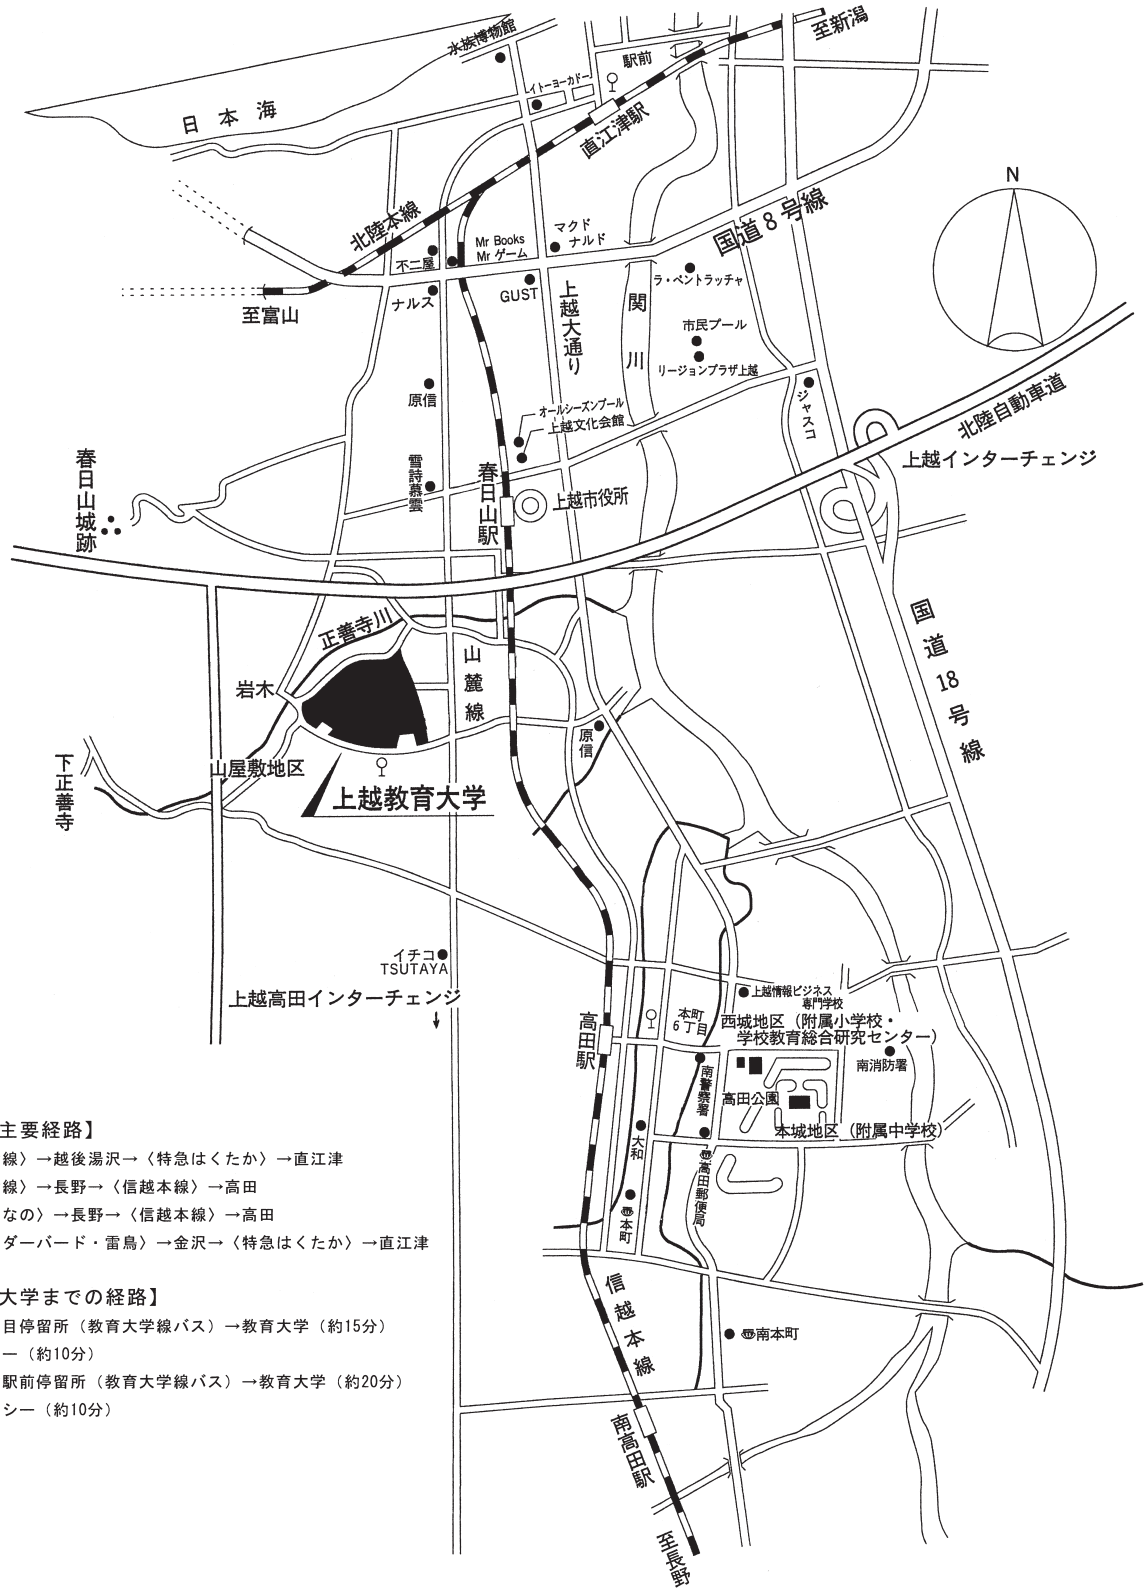 水族博物館
至新潟
駅前
イトーヨーカドー
日本海
直江津駅
北陸本線
国道8号線
マクドナルド
Mr Books
Mr ゲーム
不二屋
ナルス
GUST
至富山
上越大通り
関川
ラ・ペントラッチャ
市民プール
リージョンプラザ上越
N
原信
オールシーズンプール
上越文化会館
ジャスコ
北陸自動車道
上越インターチェンジ
春日山城跡
雪詩慕雲
春日山駅
上越市役所
国道18号線
正善寺川
山麓線
岩木
原信
下正善寺
山屋敷地区
上越教育大学
イチコ
TSUTAYA
上越高田インターチェンジ
↓
上越情報ビジネス
専門学校
本町
6丁目
西城地区（附属小学校・
学校教育総合研究センター）
高田駅
南消防署
南警察署
高田公園
本城地区（附属中学校）
大和
高田郵便局
〠本町
信越本線
〠南本町
南高田駅
至長野
主要経路】
線〉→越後湯沢→〈特急はくたか〉→直江津
線〉→長野→〈信越本線〉→高田
なの〉→長野→〈信越本線〉→高田
ダーバード・雷鳥〉→金沢→〈特急はくたか〉→直江津
大学までの経路】
目停留所（教育大学線バス）→教育大学（約15分）
ー（約10分）
駅前停留所（教育大学線バス）→教育大学（約20分）
シー（約10分）